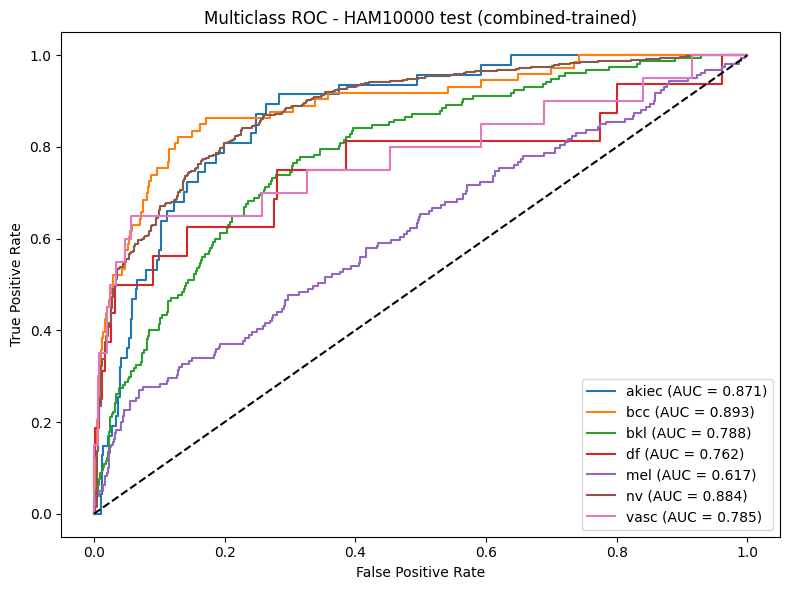 Multiclass ROC - HAM10000 test (combined-trained)
True Positive Rate
1.0
0.8
0.6
0.4
0.2
0.0
akiec (AUC = 0.871)
bcc (AUC = 0.893)
bkl (AUC = 0.788)
df (AUC = 0.762)
mel (AUC = 0.617)
nv (AUC = 0.884)
vasc (AUC = 0.785)
0.0 0.2 0.4 0.6 0.8 1.0
False Positive Rate